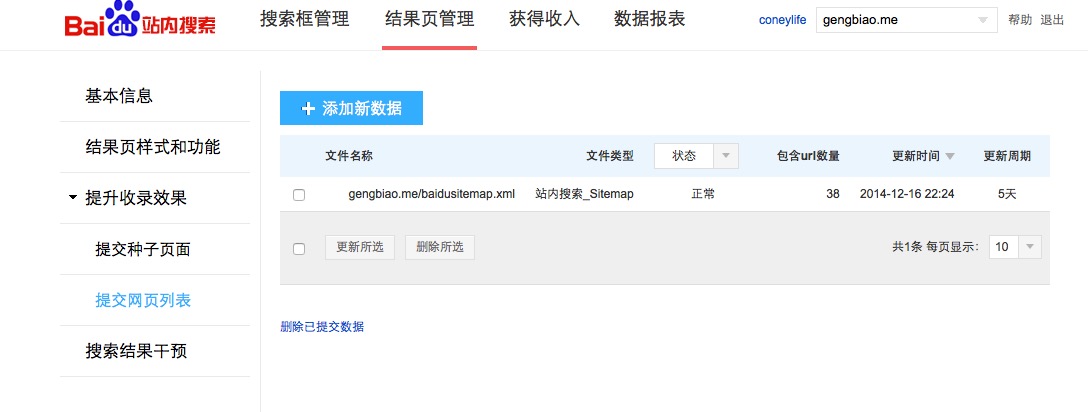 Bai du 站内搜索 搜索框管理 结果页管理 获得收入 数据报表 coneylife gengbiao.me 帮助 退出
基本信息
结果页样式和功能
提升收录效果
提交种子页面
提交网页列表
搜索结果干预
添加新数据
文件名称 文件类型 状态 包含url数量 更新时间 更新周期
gengbiao.me/baidusitemap.xml 站内搜索_Sitemap 正常 38 2014-12-16 22:24 5天
更新所选 删除所选 共1条 每页显示: 10
删除已提交数据